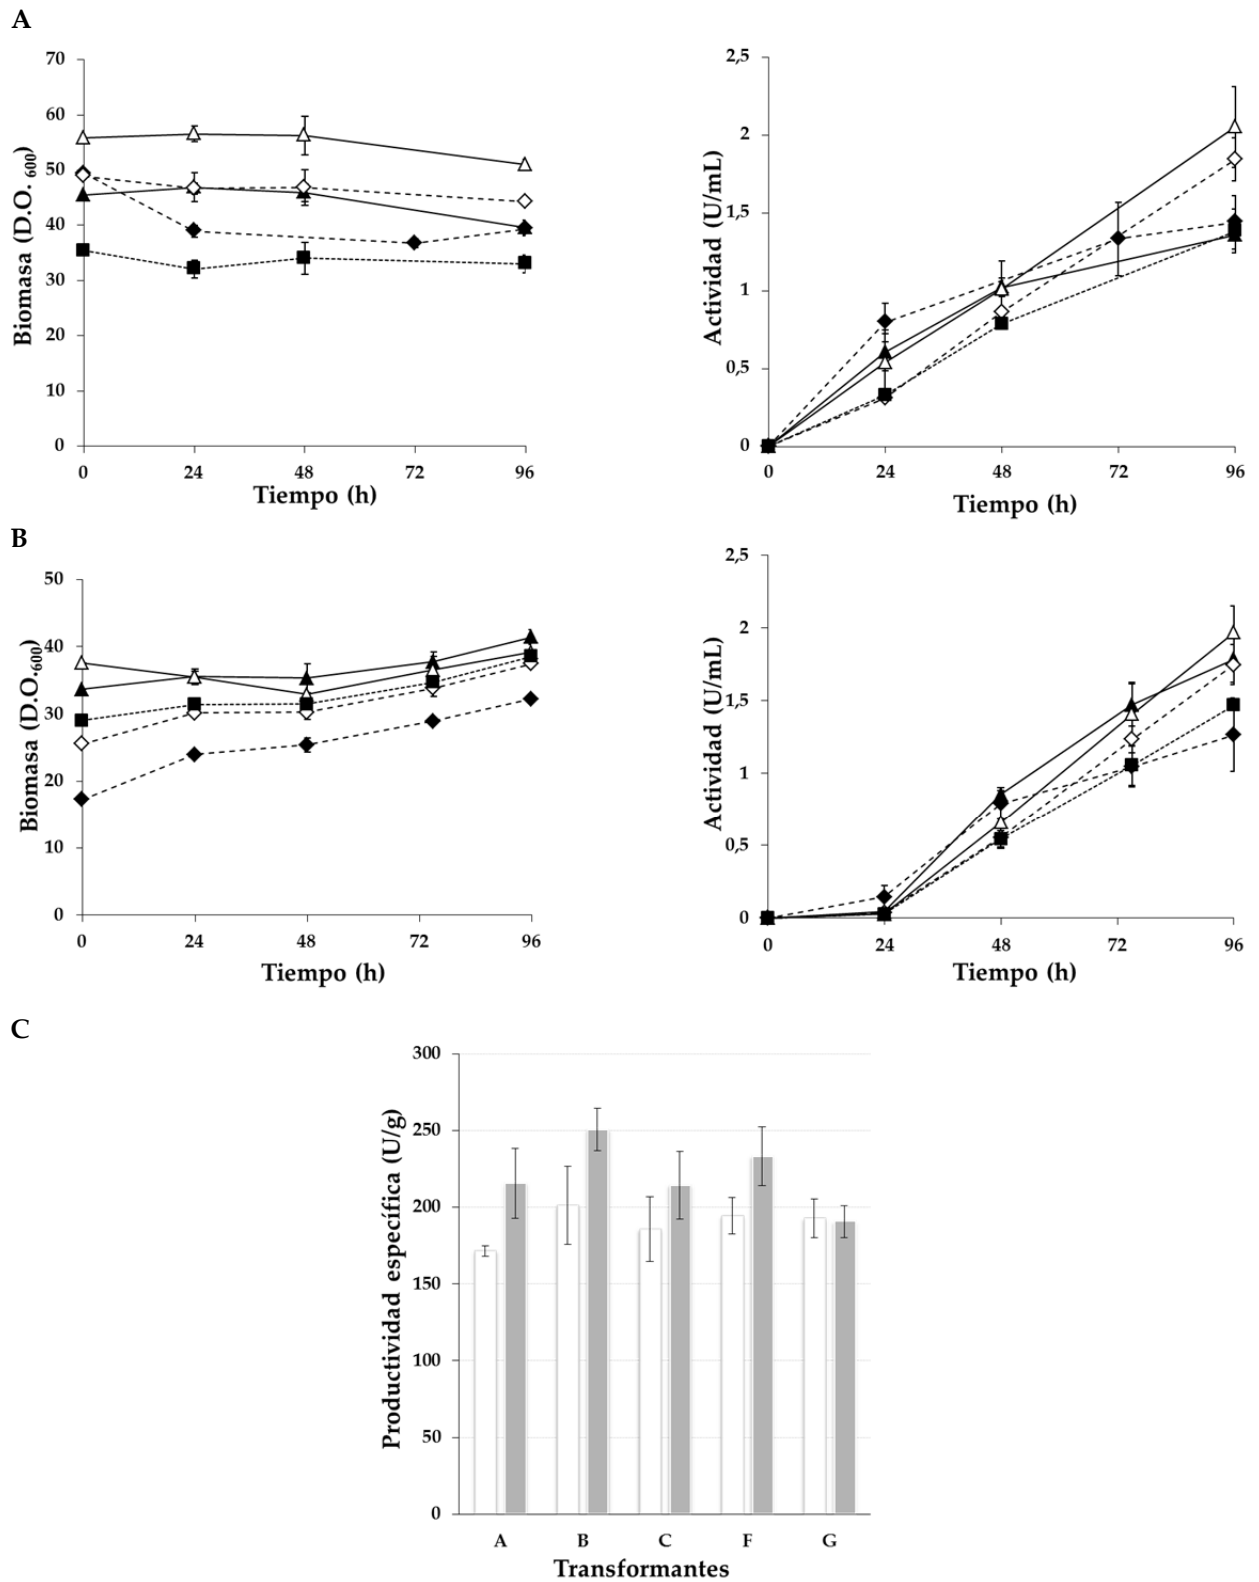 A
70
60
50
40
30
20
10
0
Biomasa (D.O. 600)
0 24 48 72 96
Tiempo (h)
2,5
2
1,5
1
0,5
0
Actividad (U/mL)
0 24 48 72 96
Tiempo (h)
B
50
40
30
20
10
0
Biomasa (D.O.600)
0 24 48 72 96
Tiempo (h)
2,5
2
1,5
1
0,5
0
Actividad (U/mL)
0 24 48 72 96
Tiempo (h)
C
300
250
200
150
100
50
0
Productividad específica (U/g)
A B C F G
Transformantes